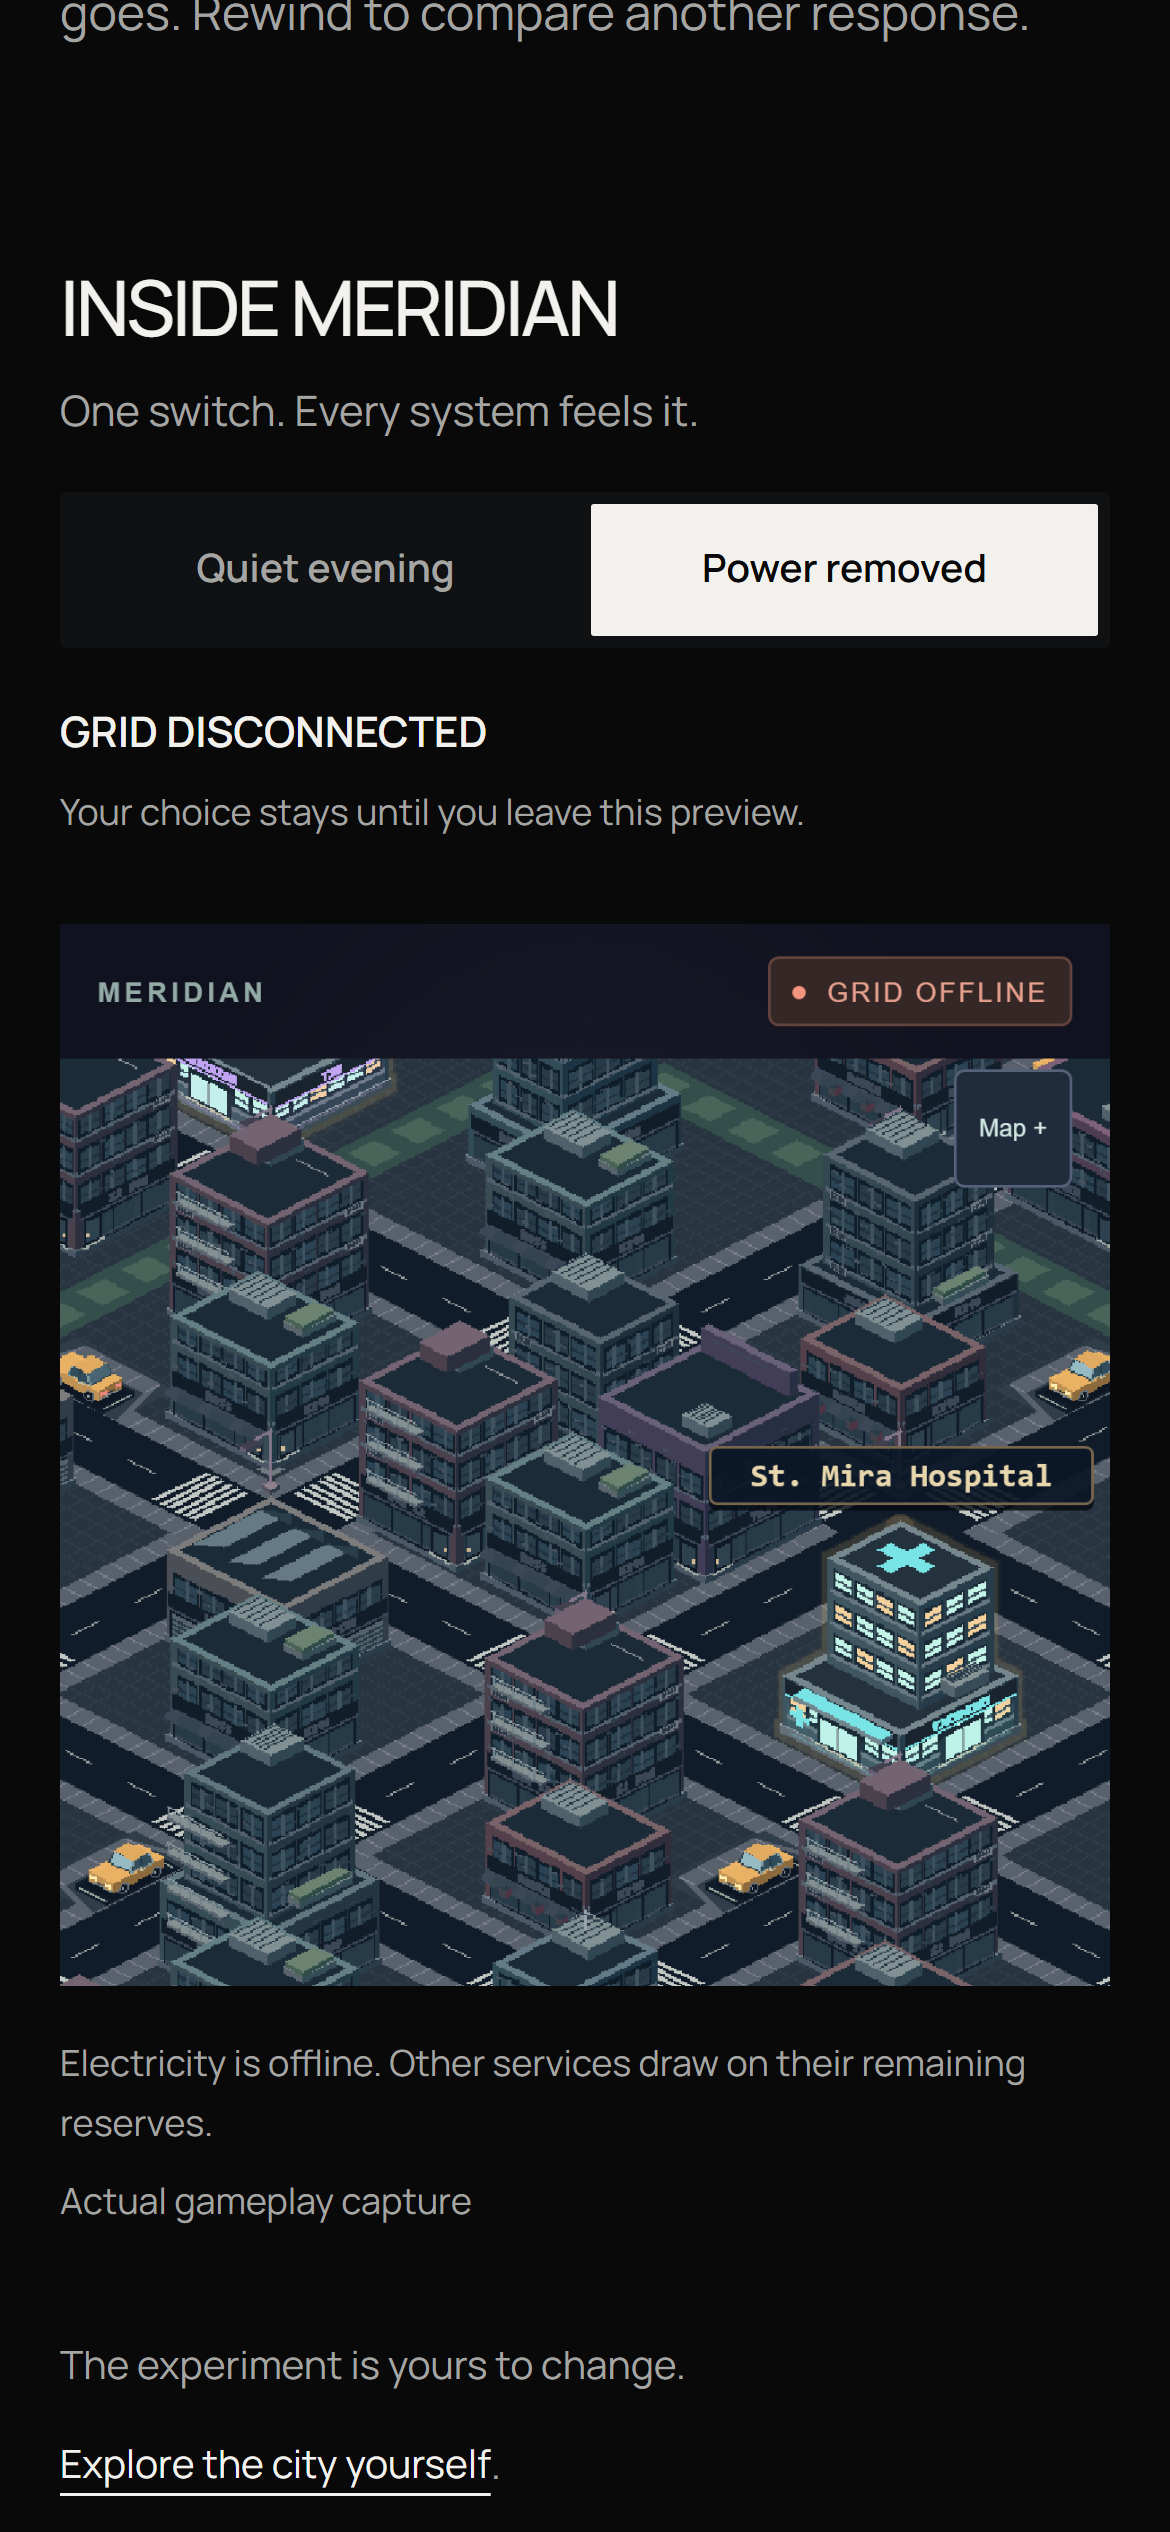 goes. Rewind to compare another response.
INSIDE MERIDIAN
One switch. Every system feels it.
Quiet evening
Power removed
GRID DISCONNECTED
Your choice stays until you leave this preview.
MERIDIAN
GRID OFFLINE
Map +
St. Mira Hospital
Electricity is offline. Other services draw on their remaining
reserves.
Actual gameplay capture
The experiment is yours to change.
Explore the city yourself.